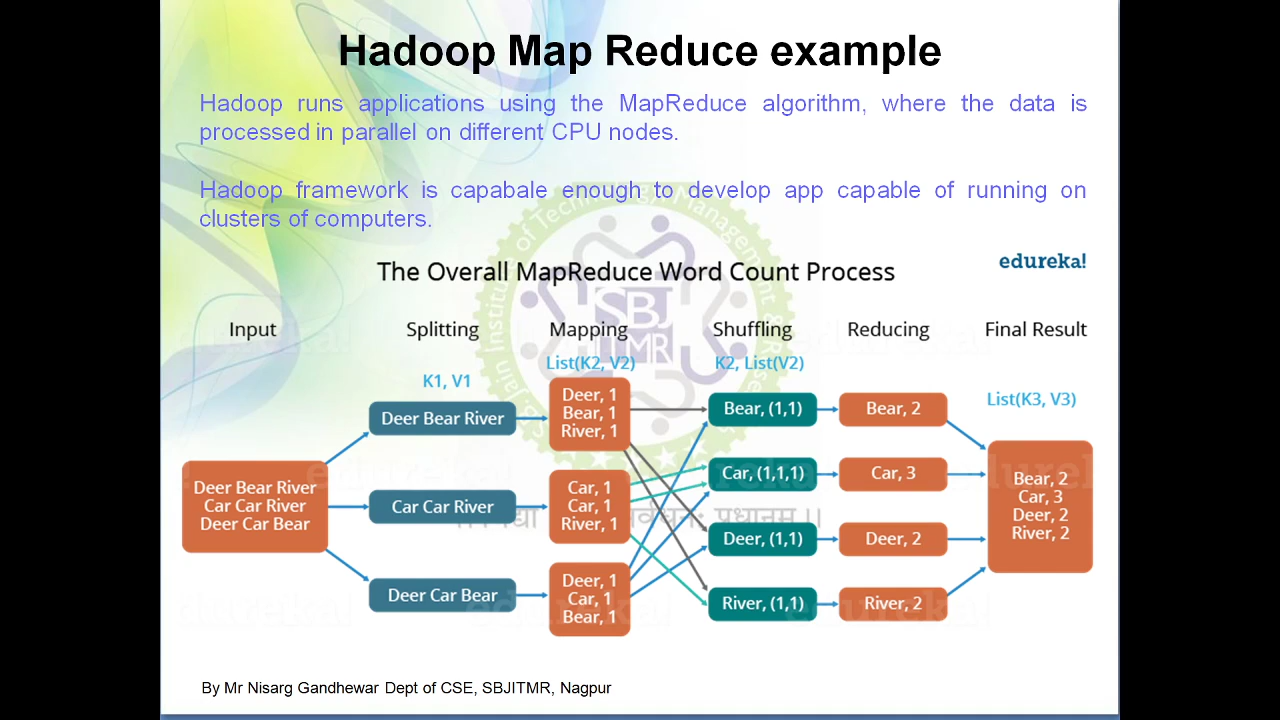 Hadoop Map Reduce example
Hadoop runs applications using the MapReduce algorithm, where the data is
processed in parallel on different CPU nodes.
Hadoop framework is capabale enough to develop app capable of running on
clusters of computers.
edureka!
The Overall MapReduce Word Count Process
Input
Splitting
Mapping
Shuffling
Reducing
Final Result
K1, V1
List(K2, V2)
K2, List(V2)
List(K3, V3)
Deer Bear River
Car Car River
Deer Car Bear
Deer Bear River
Car Car River
Deer Car Bear
Deer, 1
Bear, 1
River, 1
Car, 1
Car, 1
River, 1
Deer, 1
Car, 1
Bear, 1
Bear, (1,1)
Car, (1,1,1)
Deer, (1,1)
River, (1,1)
Bear, 2
Car, 3
Deer, 2
River, 2
Bear, 2
Car, 3
Deer, 2
River, 2
SBJ
ITMR
By Mr Nisarg Gandhewar Dept of CSE, SBJITMR, Nagpur